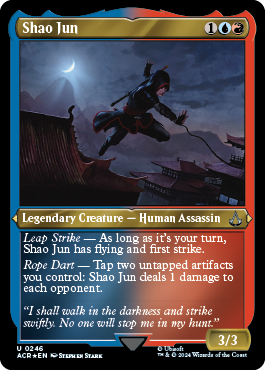 Shao Jun
1
Legendary Creature — Human Assassin
Leap Strike — As long as it's your turn,
Shao Jun has flying and first strike.
Rope Dart — Tap two untapped artifacts
you control: Shao Jun deals 1 damage to
each opponent.
"I shall walk in the darkness and strike
swiftly. No one will stop me in my hunt."
3/3
U 0246
ACR★EN Stephen Stark
© Ubisoft
™ & © 2024 Wizards of the Coast